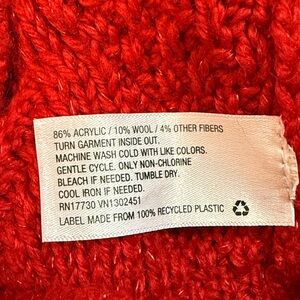 86% ACRYLIC / 10% WOOL / 4% OTHER FIBERS
TURN GARMENT INSIDE OUT.
MACHINE WASH COLD WITH LIKE COLORS.
GENTLE CYCLE. ONLY NON-CHLORINE
BLEACH IF NEEDED. TUMBLE DRY.
COOL IRON IF NEEDED.
RN17730 VN1302451
LABEL MADE FROM 100% RECYCLED PLASTIC